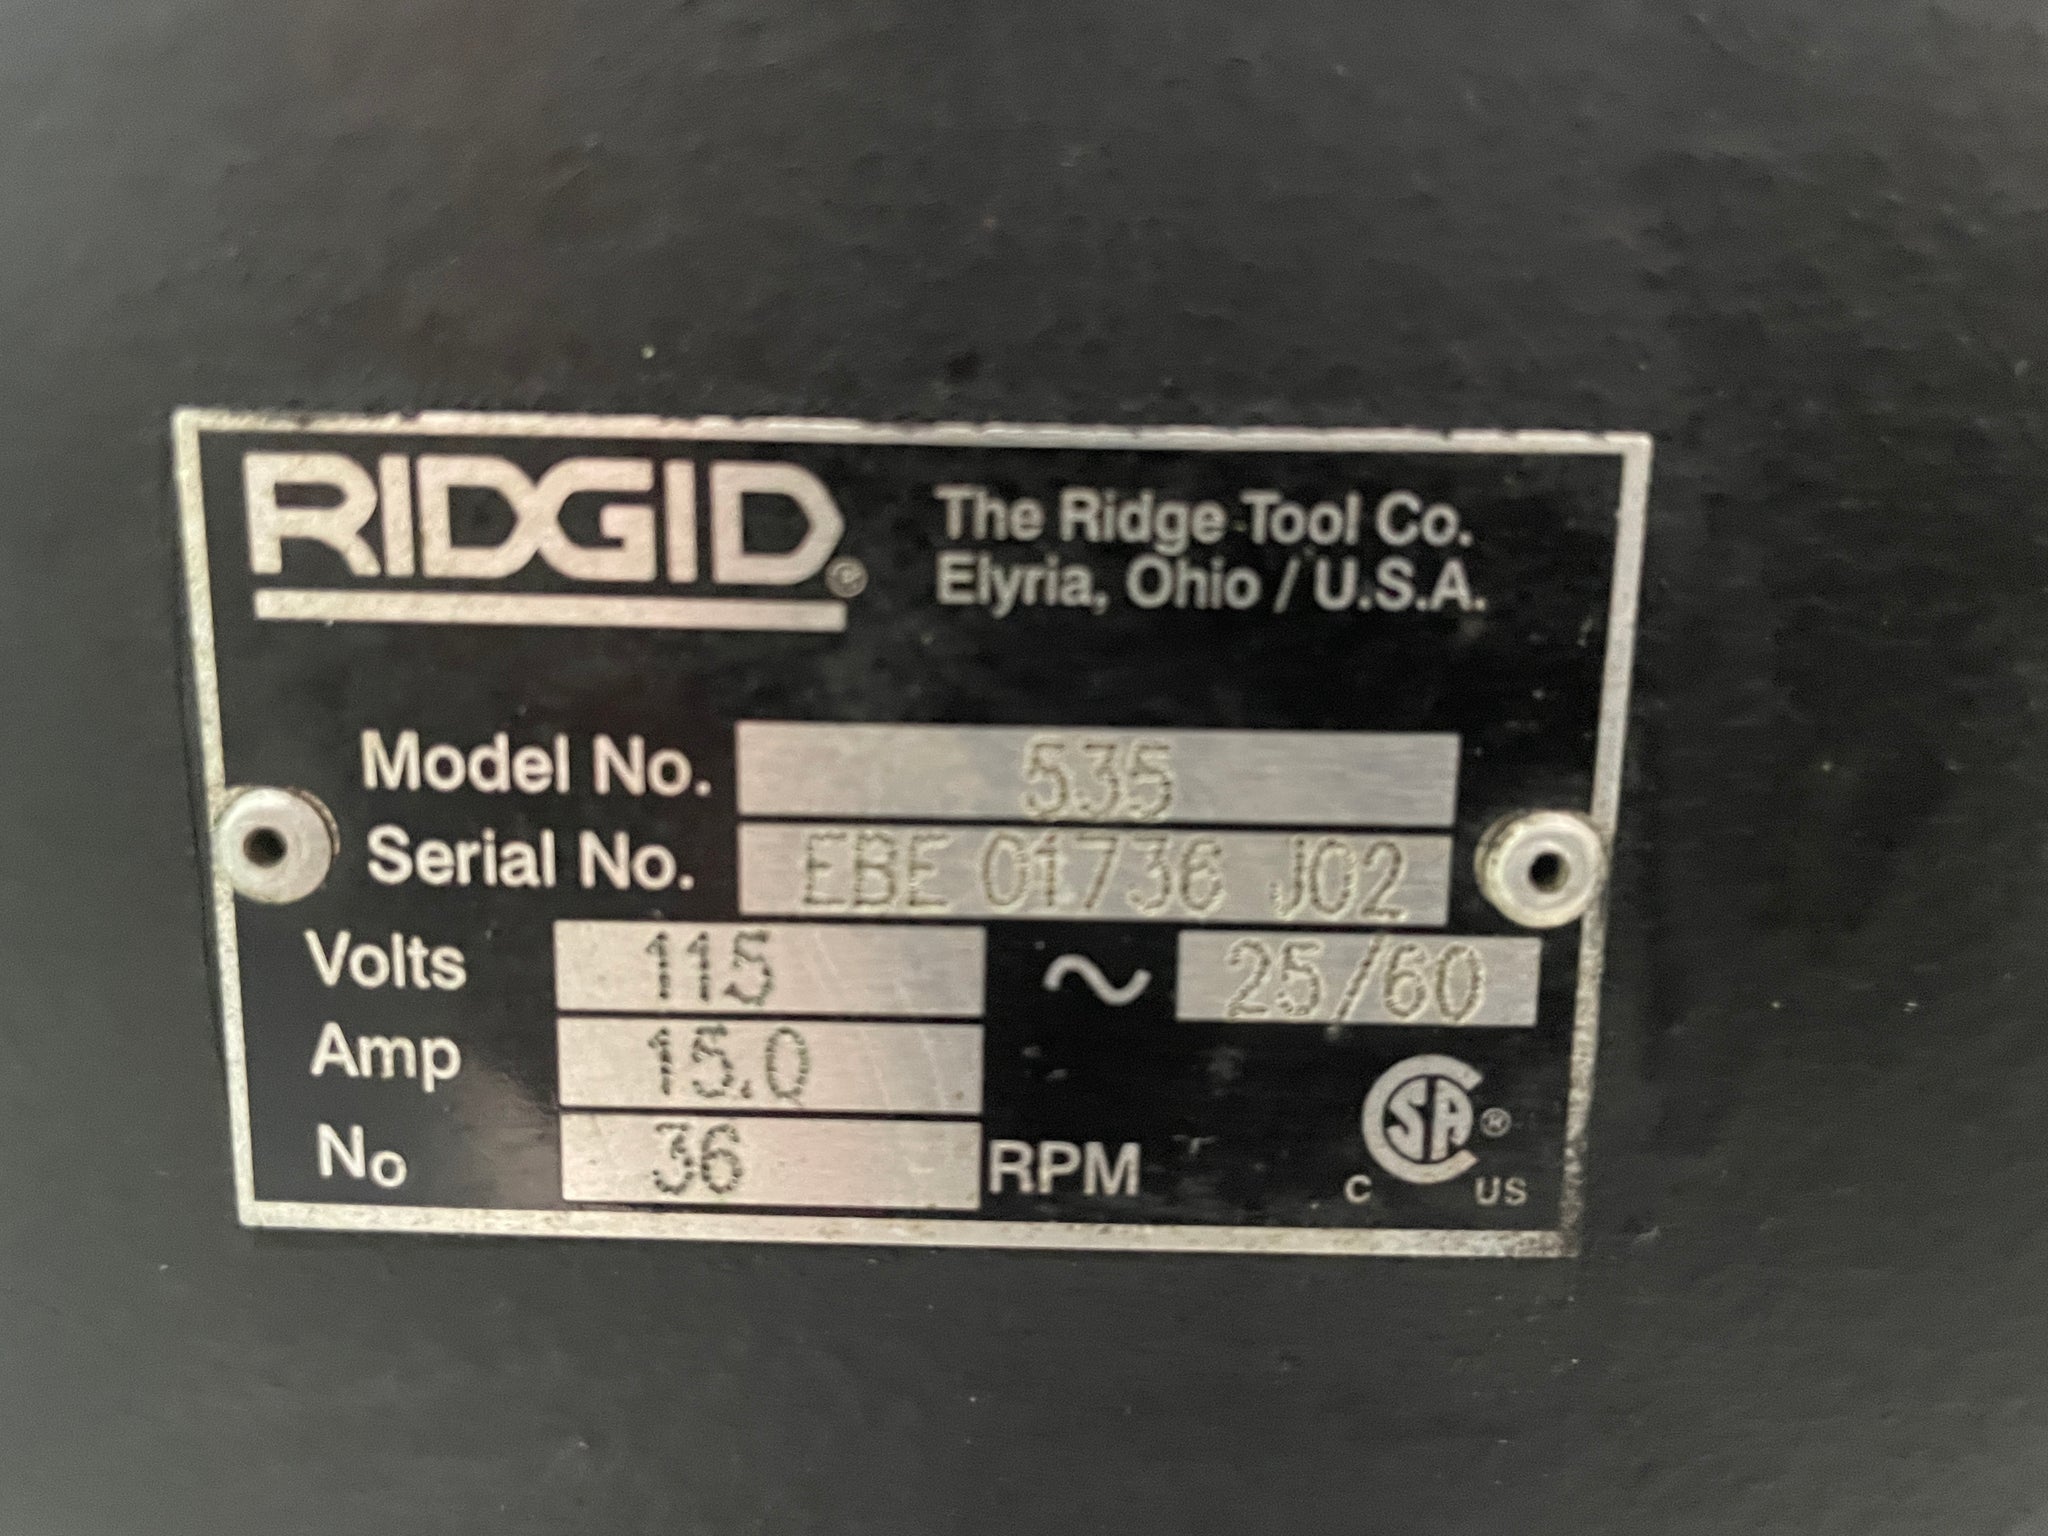 RIDGID® The Ridge Tool Co.
Elyria, Ohio / U.S.A.
Model No. 535
Serial No. EBE 01736 J02
Volts 115 ~ 25/60
Amp 15.0
No 36 RPM
CSA®
C US